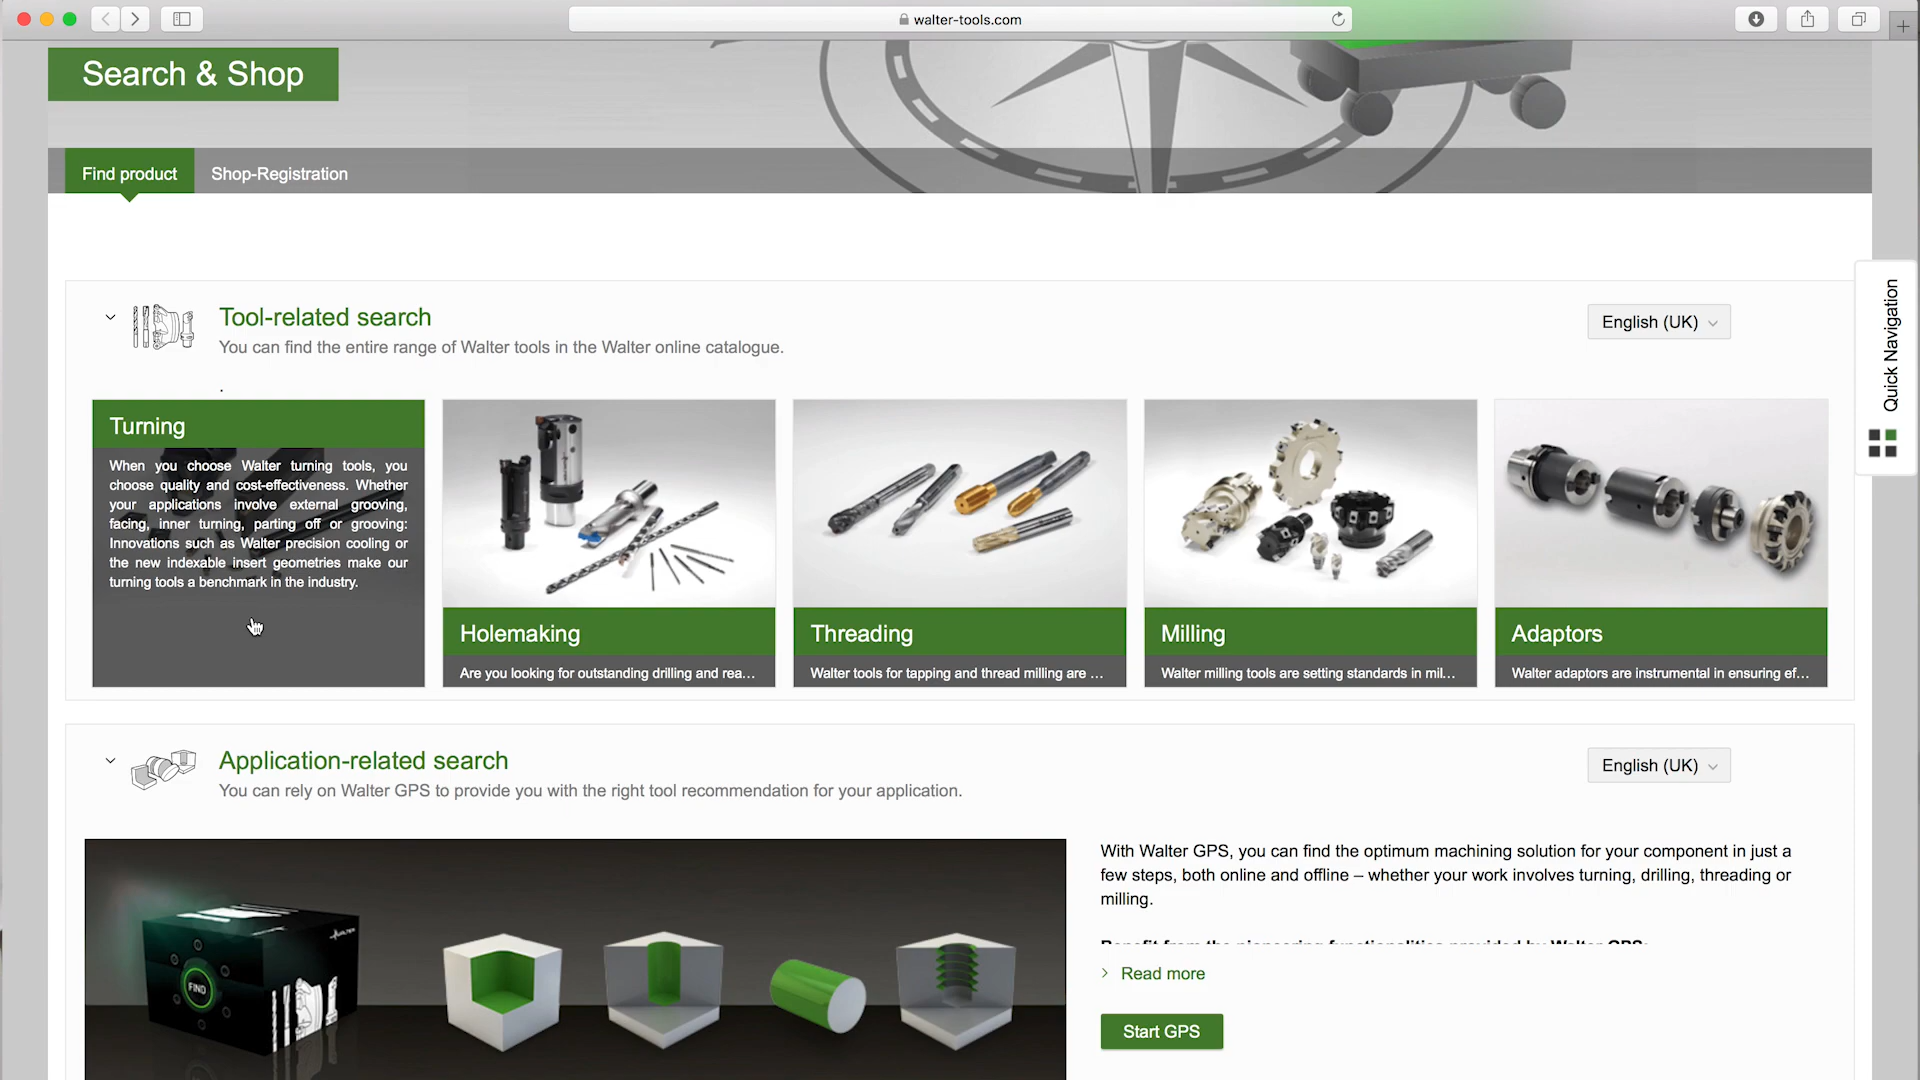 walter-tools.com
Search & Shop
Find product
Shop-Registration
Quick Navigation
Tool-related search
English (UK)
You can find the entire range of Walter tools in the Walter online catalogue.
.
Turning
When you choose Walter turning tools, you
choose quality and cost-effectiveness. Whether
your applications involve external grooving,
facing, inner turning, parting off or grooving:
Innovations such as Walter precision cooling or
the new indexable insert geometries make our
turning tools a benchmark in the industry.
Holemaking
Are you looking for outstanding drilling and rea...
Threading
Walter tools for tapping and thread milling are ...
Milling
Walter milling tools are setting standards in mil...
Adaptors
Walter adaptors are instrumental in ensuring ef...
Application-related search
English (UK)
You can rely on Walter GPS to provide you with the right tool recommendation for your application.
WALTER
FIND
With Walter GPS, you can find the optimum machining solution for your component in just a
few steps, both online and offline – whether your work involves turning, drilling, threading or
milling.
Benefit from the pioneering functionalities provided by Walter GPS:
Read more
Start GPS